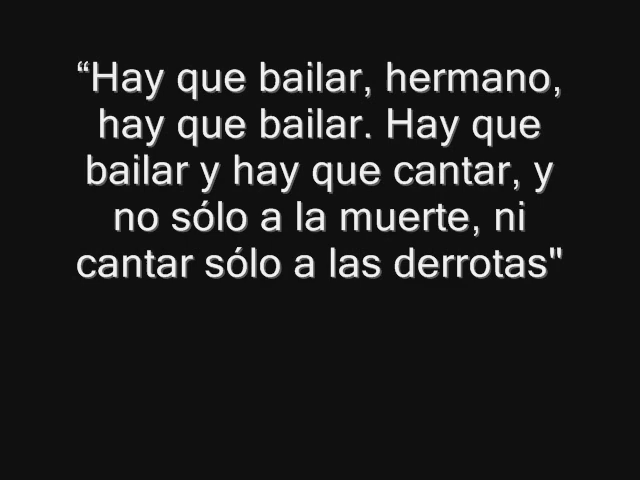 “Hay que bailar, hermano,
hay que bailar. Hay que
bailar y hay que cantar, y
no sólo a la muerte, ni
cantar sólo a las derrotas"